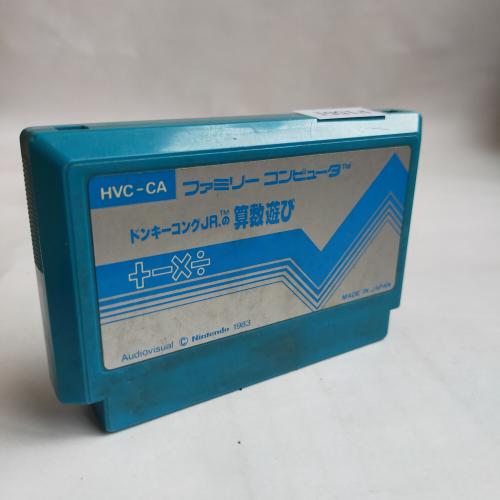 HVC-CA ファミリー コンピュータ™
ドンキーコングJR.™の 算数遊び
+-×÷
MADE IN JAPAN
Audiovisual © Nintendo 1983